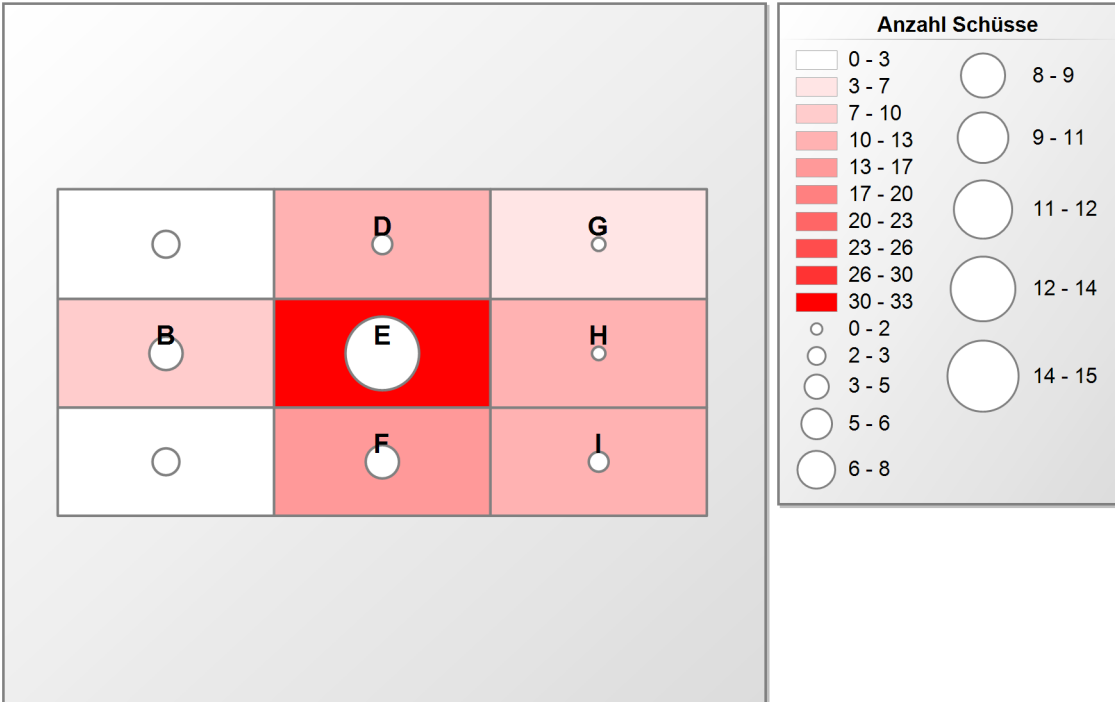 D
G
B
E
H
F
I
Anzahl Schüsse
0 - 3
3 - 7
7 - 10
10 - 13
13 - 17
17 - 20
20 - 23
23 - 26
26 - 30
30 - 33
0 - 2
2 - 3
3 - 5
5 - 6
6 - 8
8 - 9
9 - 11
11 - 12
12 - 14
14 - 15